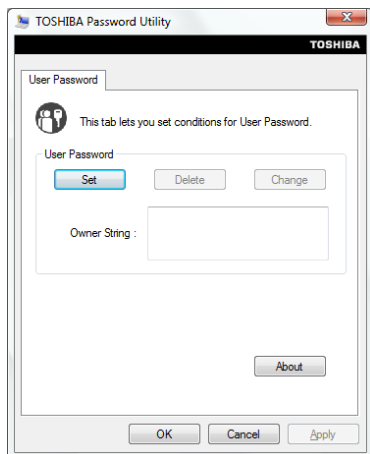 TOSHIBA Password Utility
TOSHIBA
User Password
This tab lets you set conditions for User Password.
User Password
Set Delete Change
Owner String :
About
OK Cancel Apply